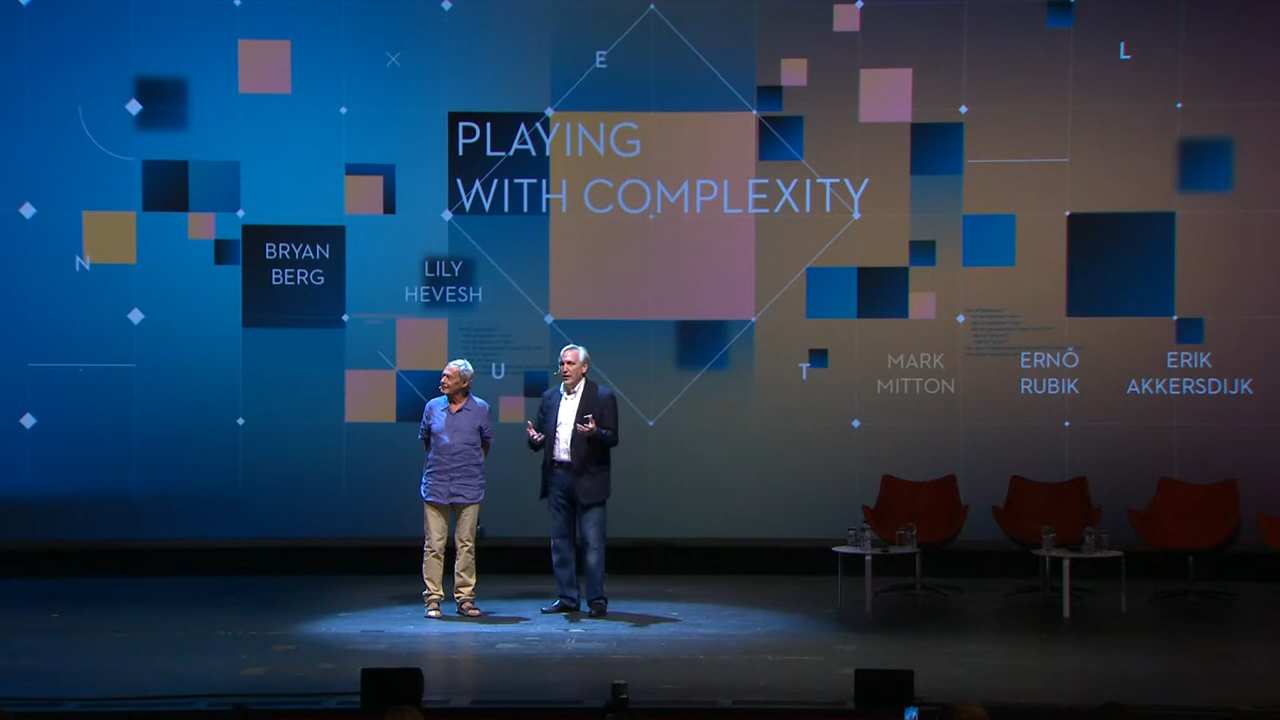 E
L
PLAYING
WITH COMPLEXITY
N
BRYAN
BERG
LILY
HEVESH
U
T
MARK
MITTON
ERNŐ
RUBIK
ERIK
AKKERSDIJK